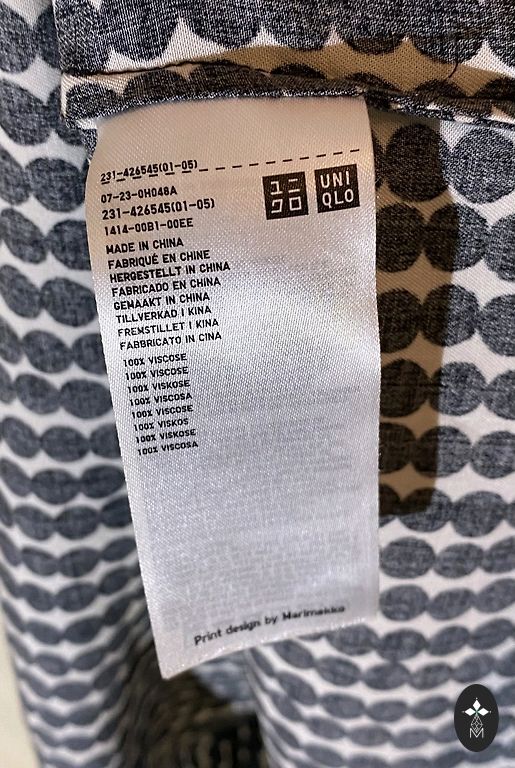 231-426545(01-05)
07-23-0H048A
231-426545(01-05)
1414-00B1-00EE
ユニ
クロ
UNI
QLO
MADE IN CHINA
FABRIQUÉ EN CHINE
HERGESTELLT IN CHINA
FABRICADO EN CHINA
GEMAAKT IN CHINA
TILLVERKAD I KINA
FREMSTILLET I KINA
FABBRICATO IN CINA
100% VISCOSE
100% VISCOSE
100% VISKOSE
100% VISCOSA
100% VISCOSE
100% VISKOS
100% VISKOSE
100% VISCOSA
Print design by Marimekko